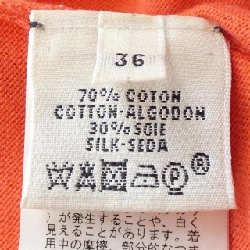 36
70% COTON
COTTON-ALGODON
30% SOIE
SILK-SEDA
P®
が発生することや、白く
見えることがあります。着
用中の摩擦、部分的な